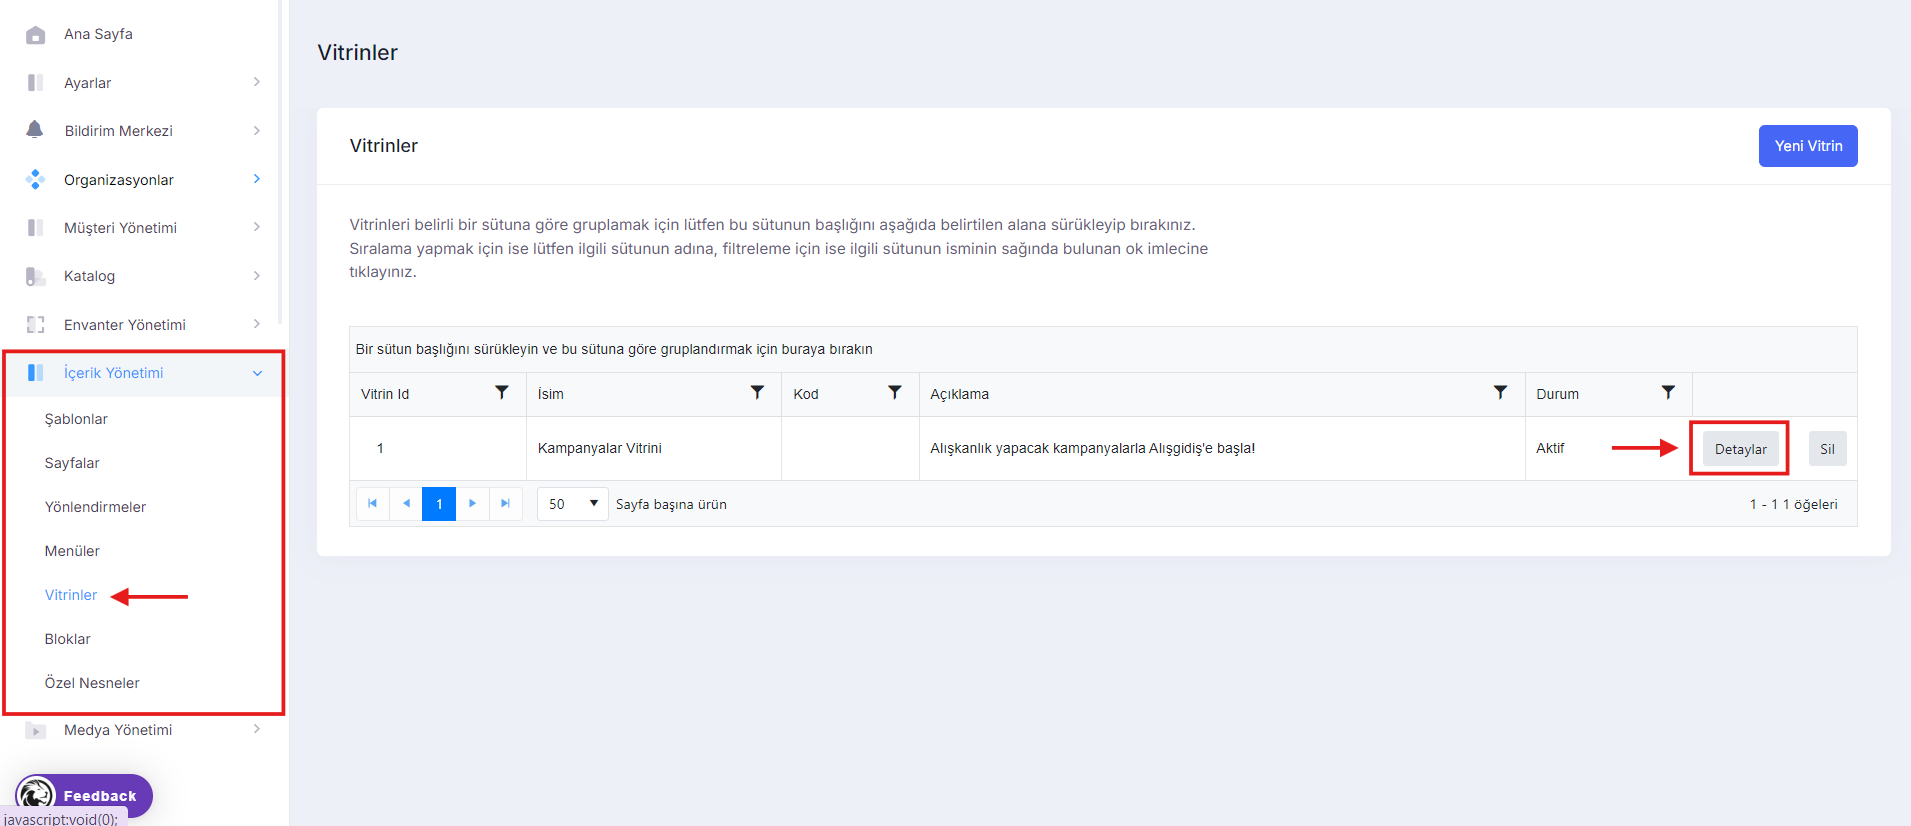 Ana Sayfa
Ayarlar
Bildirim Merkezi
Organizasyonlar
Müşteri Yönetimi
Katalog
Envanter Yönetimi
İçerik Yönetimi
Şablonlar
Sayfalar
Yönlendirmeler
Menüler
Vitrinler
Bloklar
Özel Nesneler
Medya Yönetimi
Feedback
javascript:void(0);
Vitrinler
Vitrinler
Yeni Vitrin
Vitrinleri belirli bir sütuna göre gruplamak için lütfen bu sütunun başlığını aşağıda belirtilen alana sürükleyip bırakınız.
Sıralama yapmak için ise lütfen ilgili sütunun adına, filtreleme için ise ilgili sütunun isminin sağında bulunan ok imlecine
tıklayınız.
Bir sütun başlığını sürükleyin ve bu sütuna göre gruplandırmak için buraya bırakın
Vitrin Id İsim Kod Açıklama Durum
1 Kampanyalar Vitrini Alışkanlık yapacak kampanyalarla Alışgidiş'e başla! Aktif Detaylar Sil
1 50 Sayfa başına ürün 1 - 1 1 öğeleri